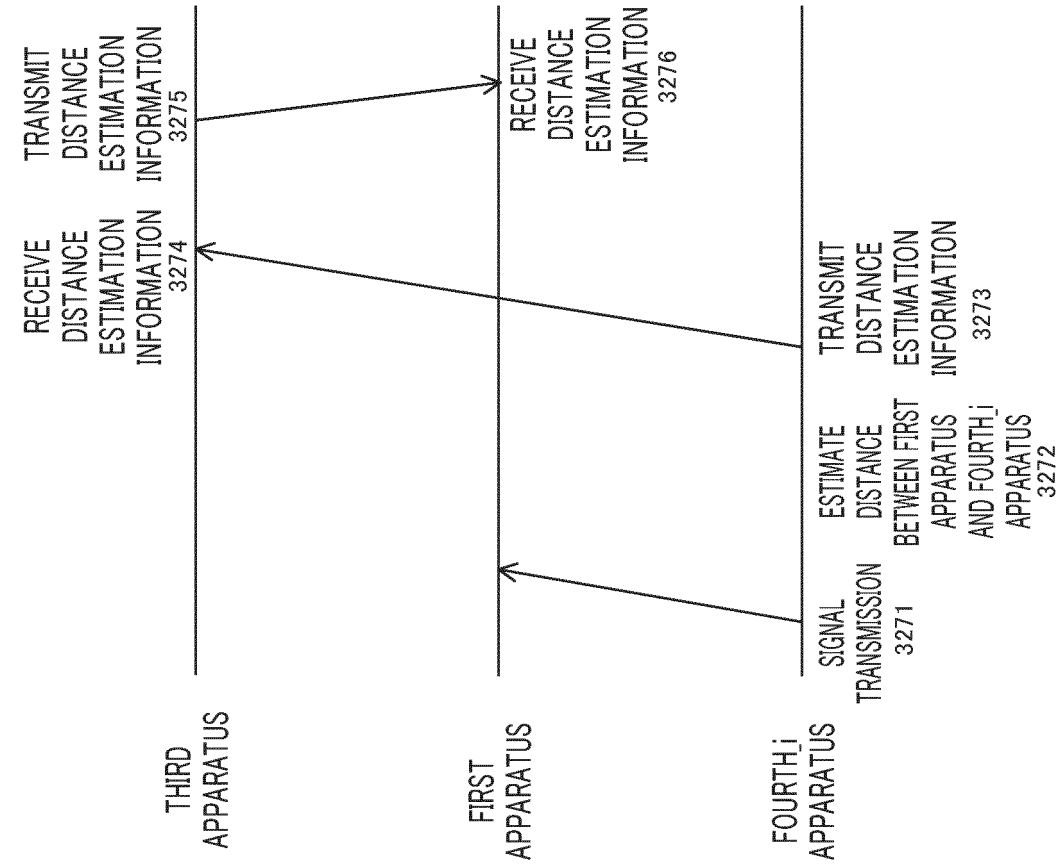 THIRD
APPARATUS
RECEIVE
DISTANCE
ESTIMATION
INFORMATION
3274
TRANSMIT
DISTANCE
ESTIMATION
INFORMATION
3275
FIRST
APPARATUS
RECEIVE
DISTANCE
ESTIMATION
INFORMATION
3276
FOURTH_i
APPARATUS
SIGNAL
TRANSMISSION
3271
ESTIMATE
DISTANCE
BETWEEN FIRST
APPARATUS
AND FOURTH_i
APPARATUS
3272
TRANSMIT
DISTANCE
ESTIMATION
INFORMATION
3273